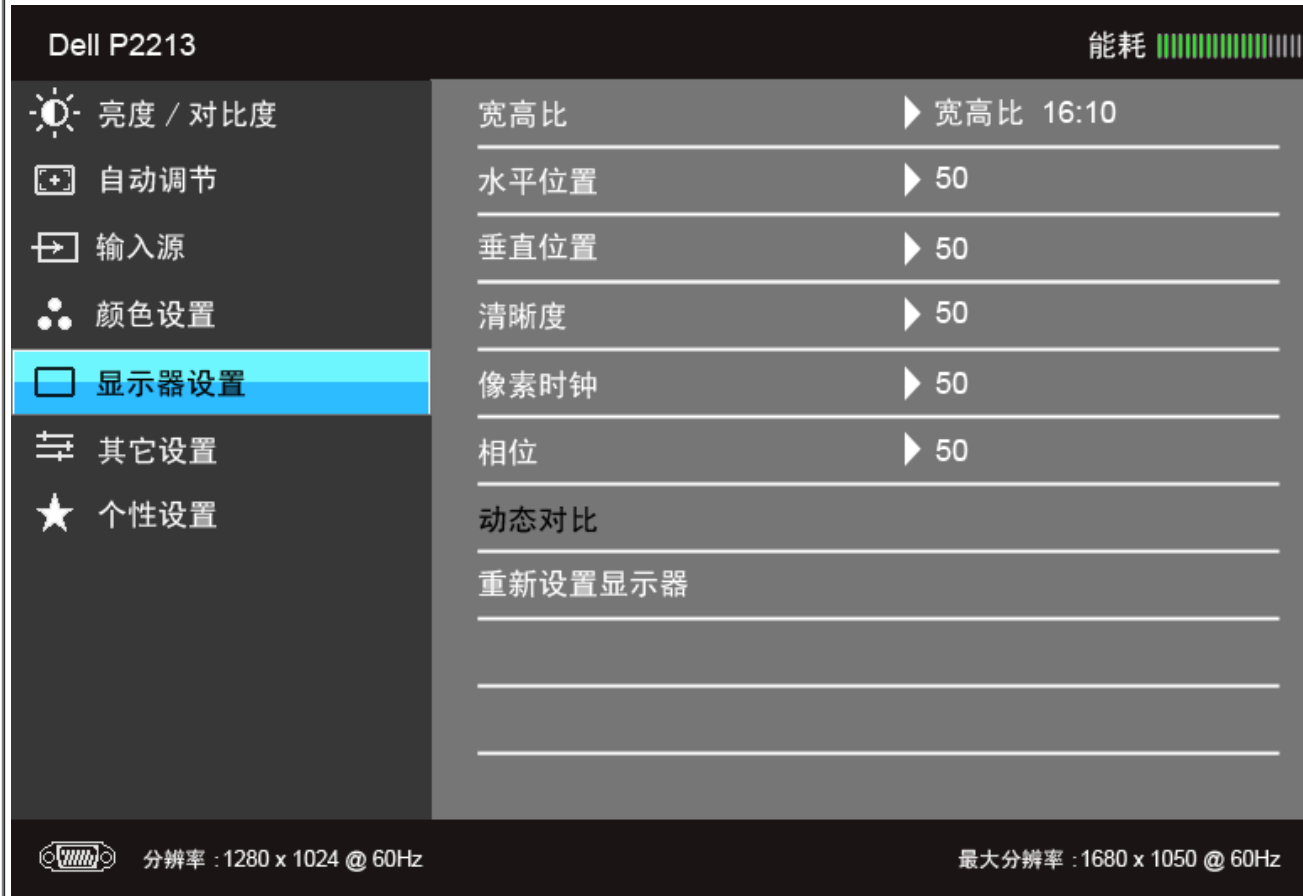 Dell P2213
能耗
亮度 / 对比度
自动调节
输入源
颜色设置
显示器设置
其它设置
个性设置
宽高比 宽高比 16:10
水平位置 50
垂直位置 50
清晰度 50
像素时钟 50
相位 50
动态对比
重新设置显示器
分辨率 : 1280 x 1024 @ 60Hz
最大分辨率 : 1680 x 1050 @ 60Hz